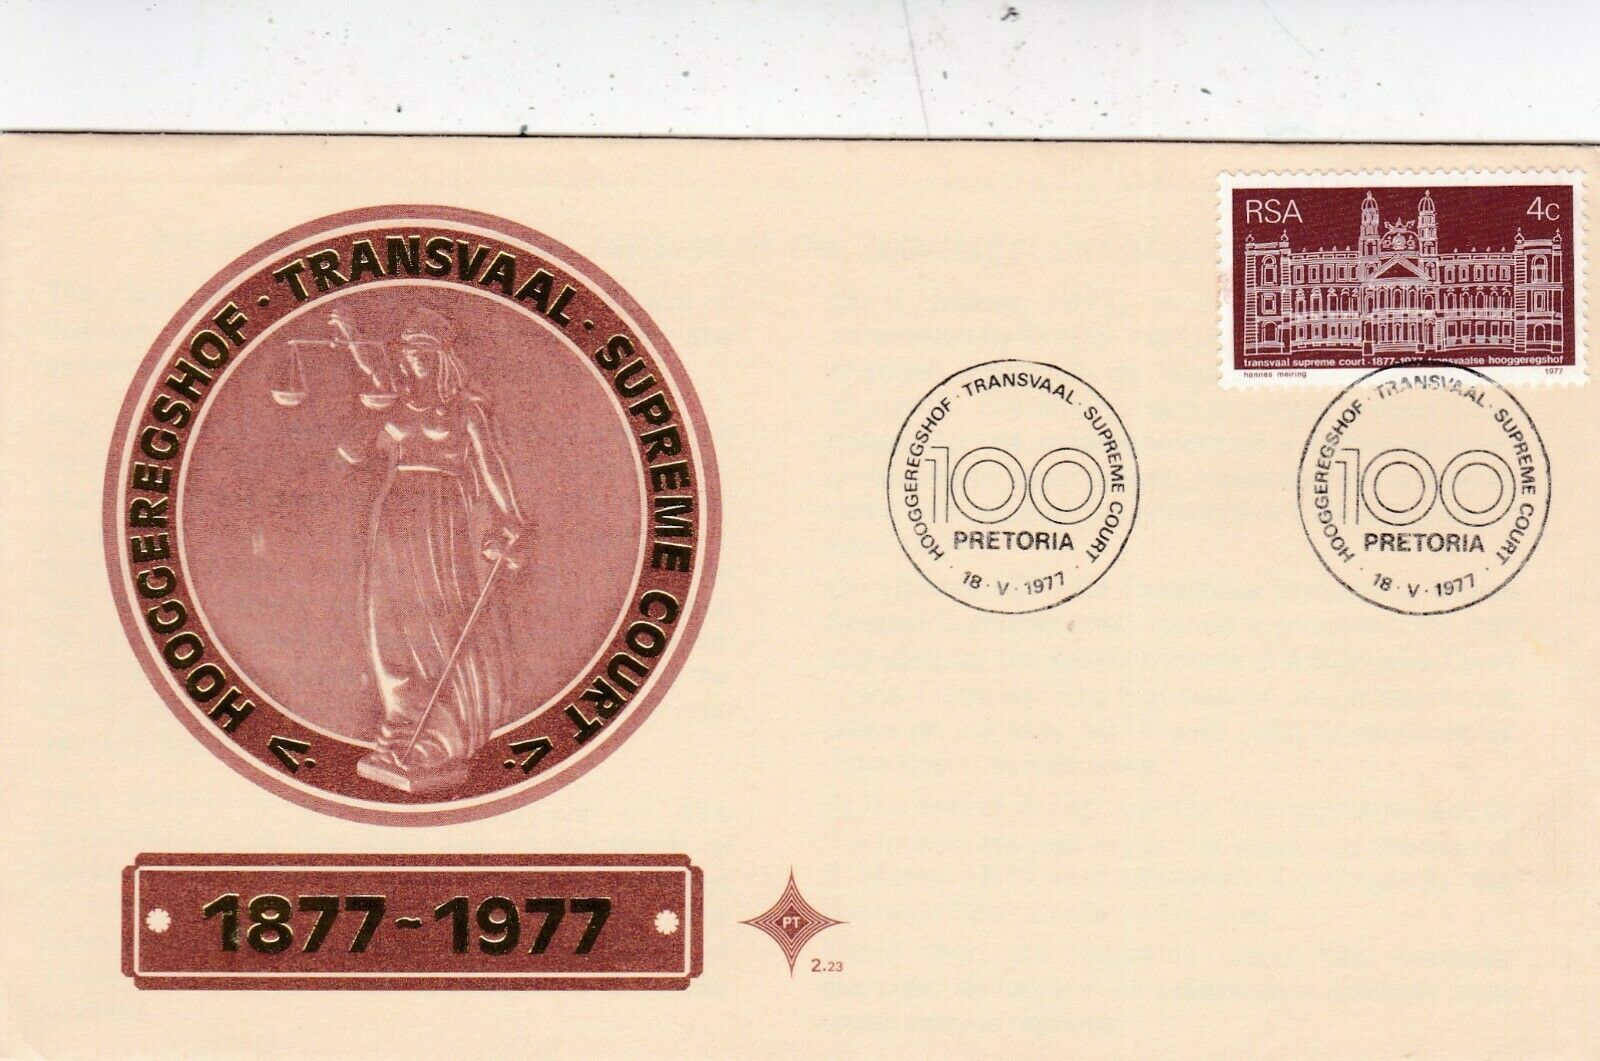 HOOGGEREGSHOF · TRANSVAAL · SUPREME COURT
1877~1977
PT
2.23
RSA 4c
transvaal supreme court · 1877-1977 transvaalse hooggeregshof
hannes meiring 1977
HOOGGEREGSHOF · TRANSVAAL · SUPREME COURT
100
PRETORIA
· 18 · V · 1977 ·
HOOGGEREGSHOF · TRANSVAAL · SUPREME COURT
100
PRETORIA
· 18 · V · 1977 ·